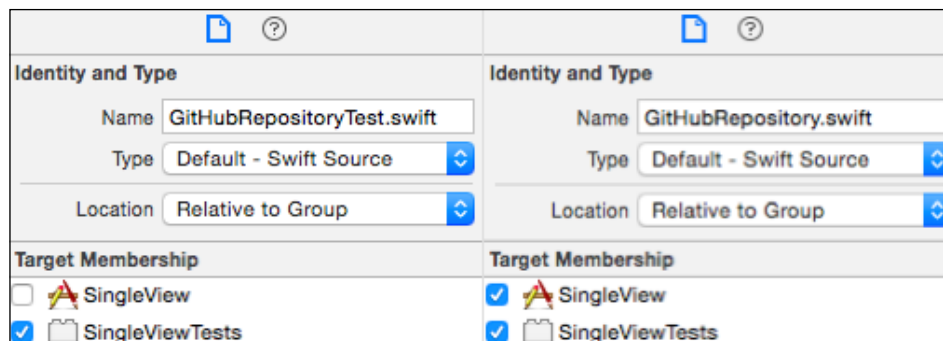 Identity and Type
Name GitHubRepositoryTest.swift
Type Default - Swift Source
Location Relative to Group
Target Membership
SingleView
SingleViewTests
Identity and Type
Name GitHubRepository.swift
Type Default - Swift Source
Location Relative to Group
Target Membership
SingleView
SingleViewTests